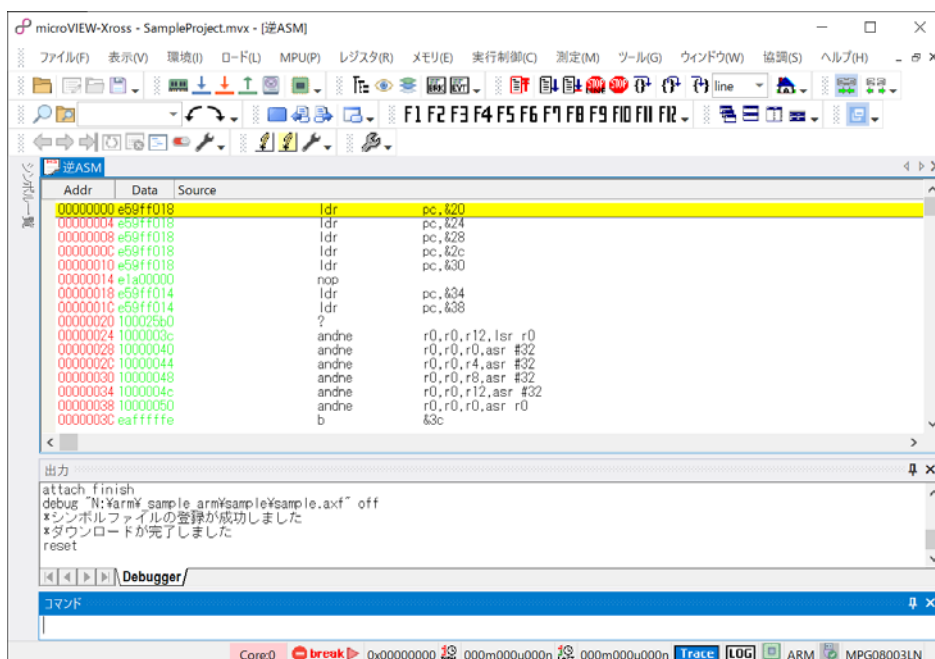 microVIEW-Xross - SampleProject.mvx - [逆ASM]
ファイル(F) 表示(V) 環境(I) ロード(L) MPU(P) レジスタ(R) メモリ(E) 実行制御(C) 測定(M) ツール(G) ウィンドウ(W) 協調(S) ヘルプ(H)
line
F1 F2 F3 F4 F5 F6 F7 F8 F9 F10 F11 F12
シンボル一覧
逆ASM
Addr Data Source
00000000 e59ff018 ldr pc,&20
00000004 e59ff018 ldr pc,&24
00000008 e59ff018 ldr pc,&28
0000000C e59ff018 ldr pc,&2c
00000010 e59ff018 ldr pc,&30
00000014 e1a00000 nop
00000018 e59ff014 ldr pc,&34
0000001C e59ff014 ldr pc,&38
00000020 100025b0 ?
00000024 1000003c andne r0,r0,r12,lsr r0
00000028 10000040 andne r0,r0,r0,asr #32
0000002C 10000044 andne r0,r0,r4,asr #32
00000030 10000048 andne r0,r0,r8,asr #32
00000034 1000004c andne r0,r0,r12,asr #32
00000038 10000050 andne r0,r0,r0,asr r0
0000003C eafffffe b &3c
出力
attach finish
debug "N:¥arm¥_sample_arm¥sample¥sample.axf" off
*シンボルファイルの登録が成功しました
*ダウンロードが完了しました
reset
Debugger
コマンド
Core:0 break 0x00000000 000m000u000n 000m000u000n Trace LOG ARM MPG08003LN